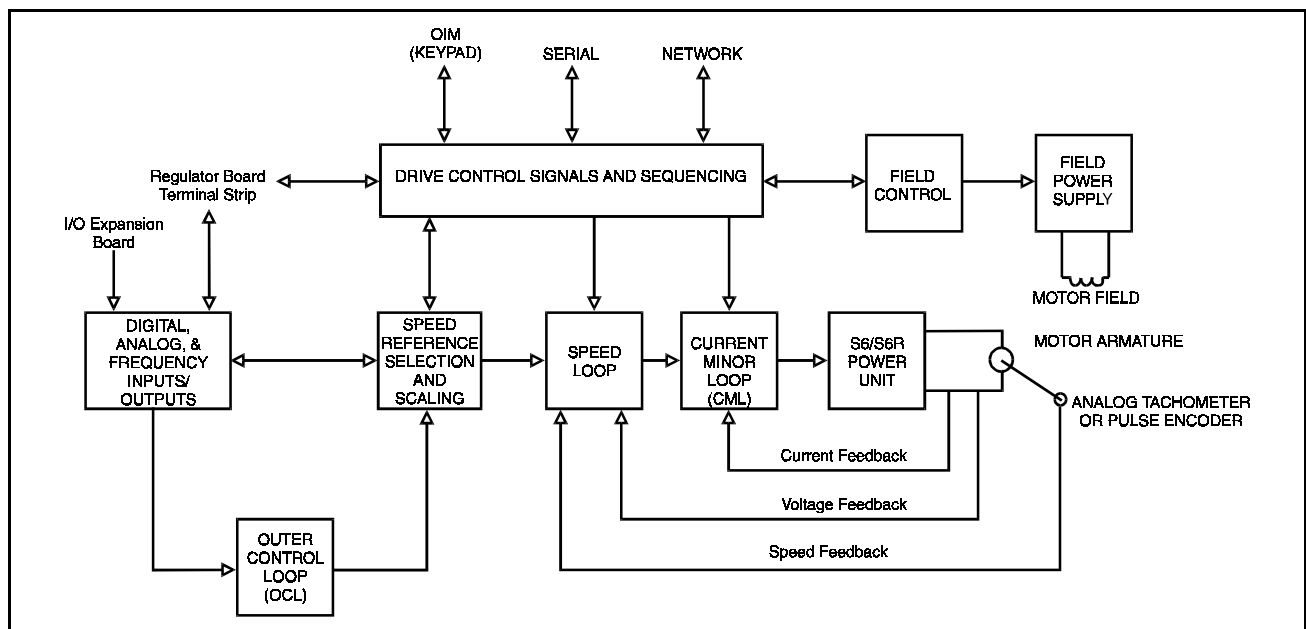 OIM
(KEYPAD)
SERIAL
NETWORK
Regulator Board
Terminal Strip
DRIVE CONTROL SIGNALS AND SEQUENCING
FIELD
CONTROL
FIELD
POWER
SUPPLY
I/O Expansion
Board
MOTOR FIELD
DIGITAL,
ANALOG, &
FREQUENCY
INPUTS/
OUTPUTS
SPEED
REFERENCE
SELECTION
AND
SCALING
SPEED
LOOP
CURRENT
MINOR
LOOP
(CML)
S6/S6R
POWER
UNIT
MOTOR ARMATURE
ANALOG TACHOMETER
OR PULSE ENCODER
Current Feedback
Voltage Feedback
Speed Feedback
OUTER
CONTROL
LOOP
(OCL)